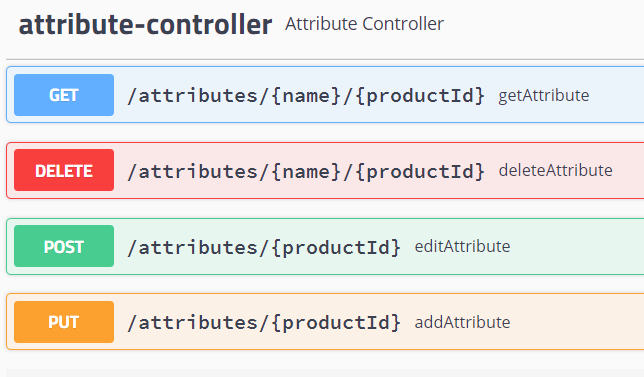 attribute-controller Attribute Controller
GET /attributes/{name}/{productId} getAttribute
DELETE /attributes/{name}/{productId} deleteAttribute
POST /attributes/{productId} editAttribute
PUT /attributes/{productId} addAttribute